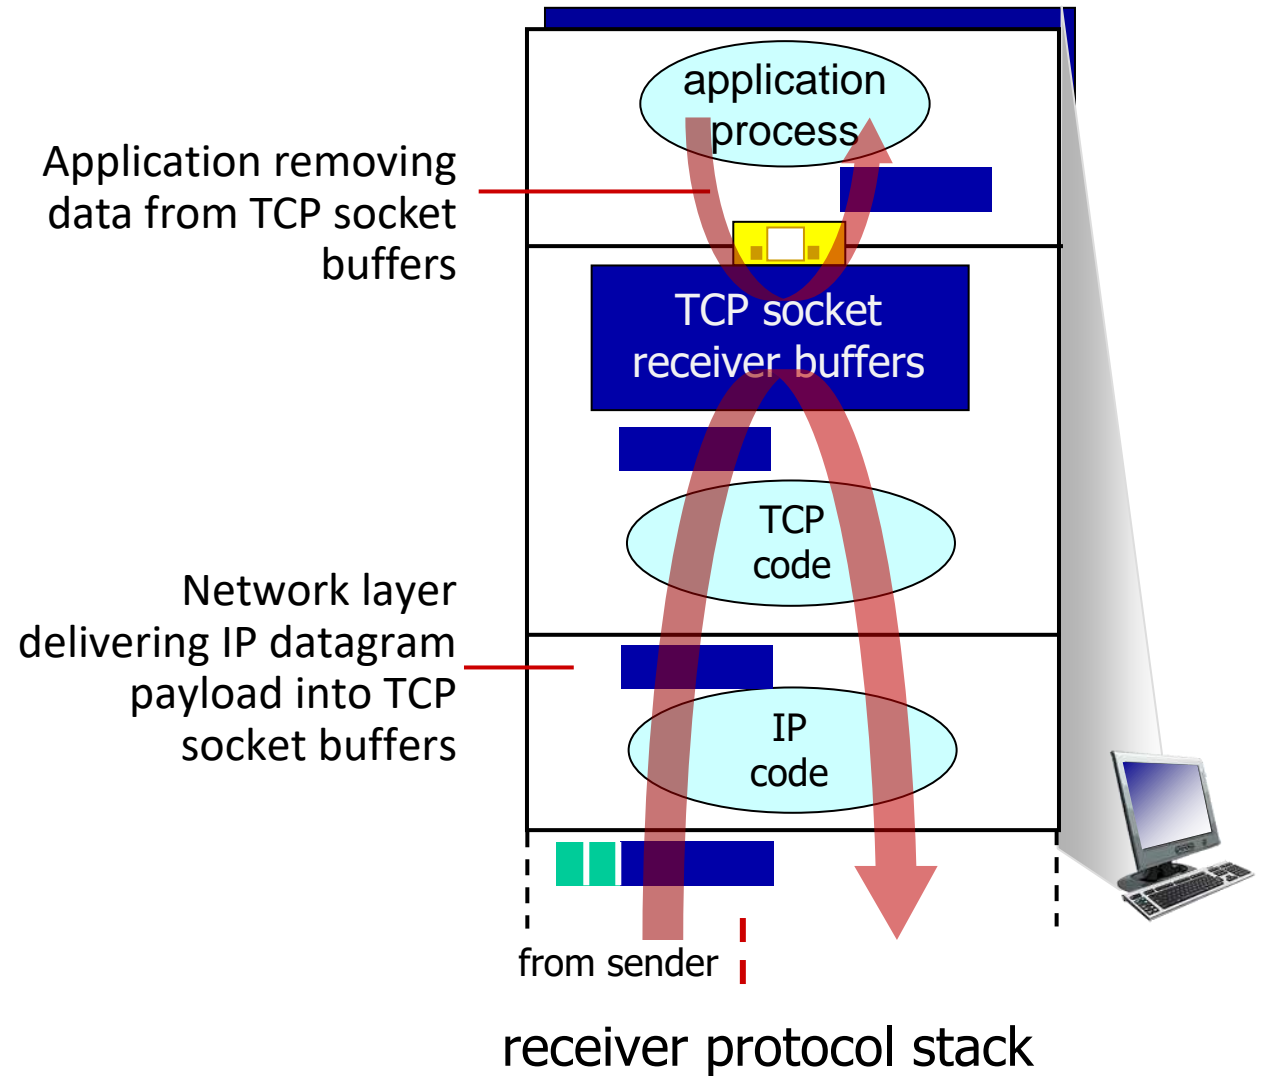 application
process
Application removing
data from TCP socket
buffers
TCP socket
receiver buffers
TCP
code
Network layer
delivering IP datagram
payload into TCP
socket buffers
IP
code
from sender
receiver protocol stack